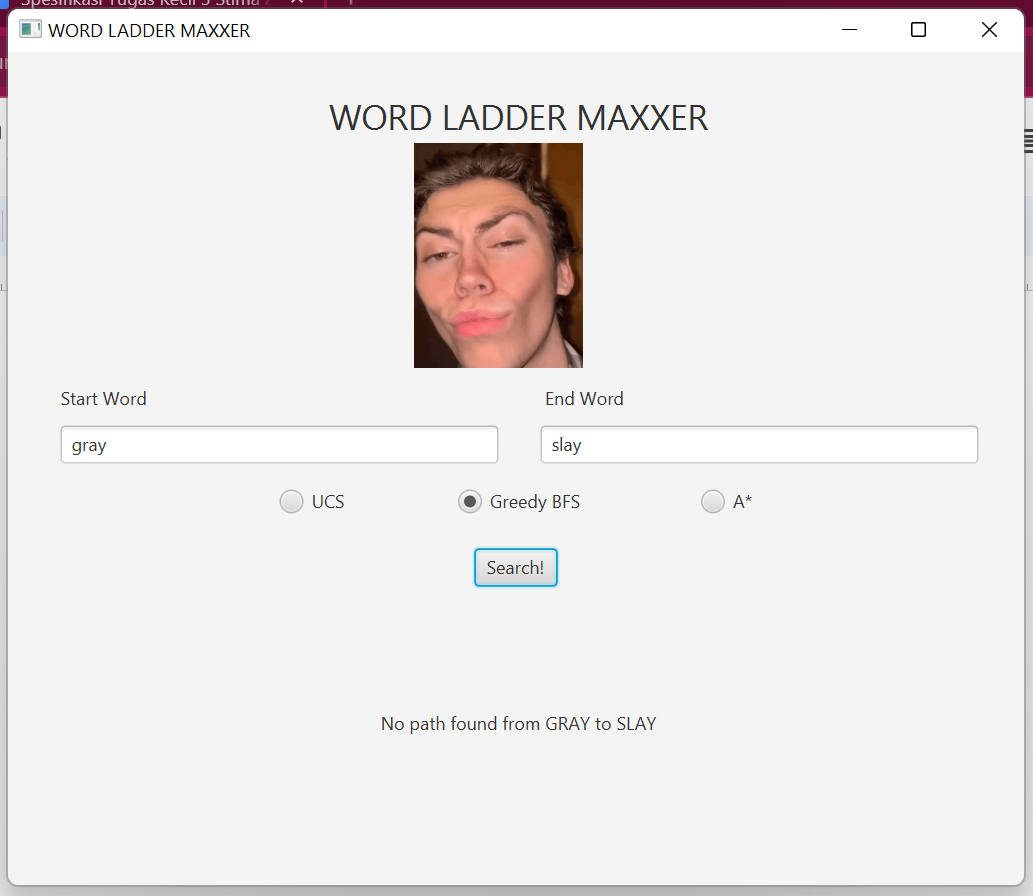 Spesifikasi Tugas Kecil 3 Stima
WORD LADDER MAXXER
WORD LADDER MAXXER
Start Word
End Word
gray
slay
UCS
Greedy BFS
A*
Search!
No path found from GRAY to SLAY